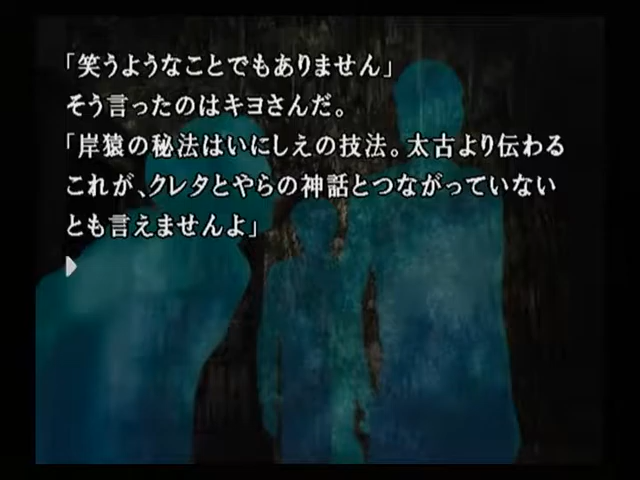 「笑うようなことでもありません」
そう言ったのはキヨさんだ。
「岸猿の秘法はいにしえの技法。太古より伝わる
これが、クレタとやらの神話とつながっていない
とも言えませんよ」